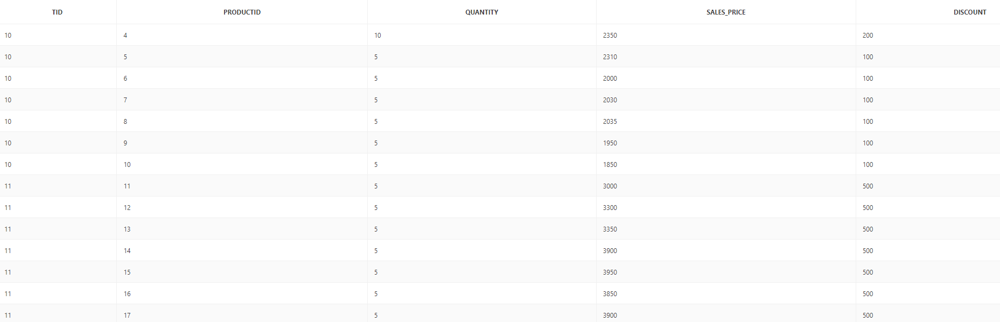 TID PRODUCTID QUANTITY SALES_PRICE DISCOUNT
10 4 10 2350 200
10 5 5 2310 100
10 6 5 2000 100
10 7 5 2030 100
10 8 5 2035 100
10 9 5 1950 100
10 10 5 1850 100
11 11 5 3000 500
11 12 5 3300 500
11 13 5 3350 500
11 14 5 3900 500
11 15 5 3950 500
11 16 5 3850 500
11 17 5 3900 500